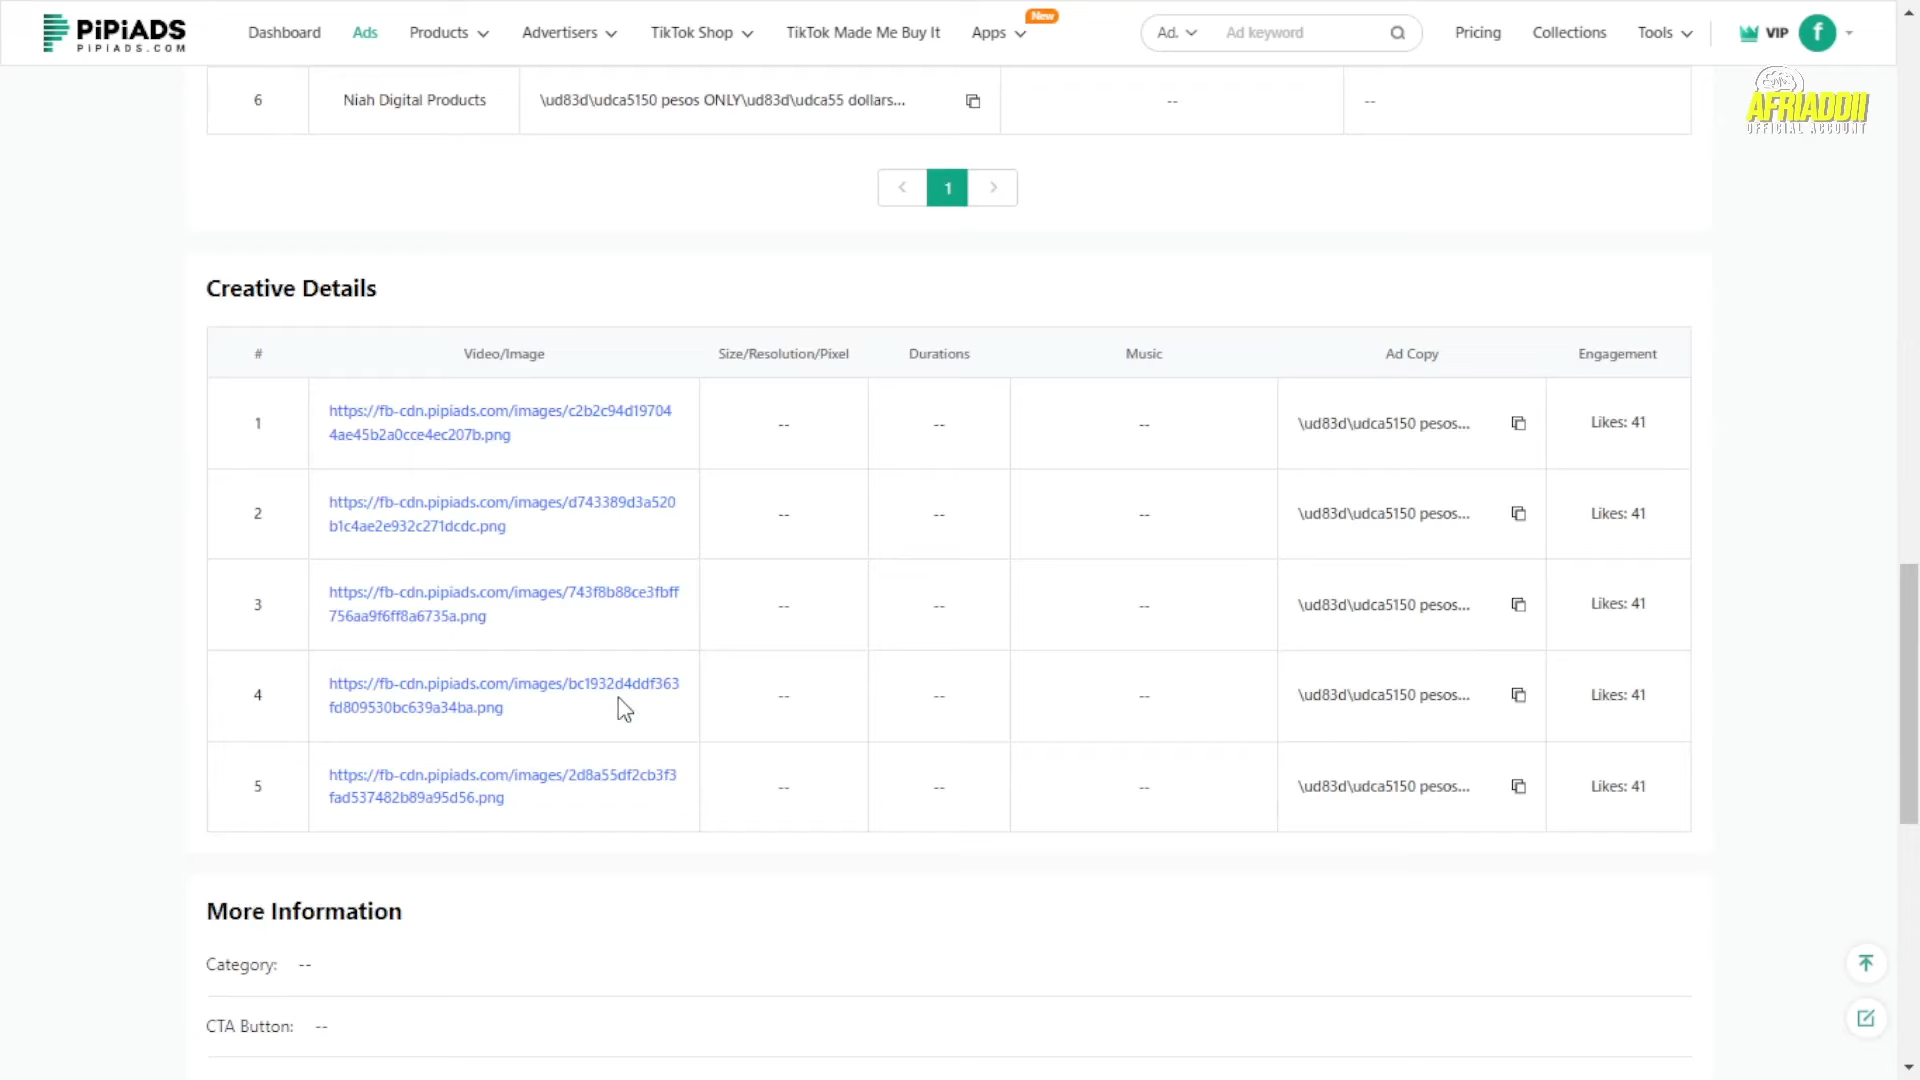 PiPiADS
PIPIADS.COM
Dashboard Ads Products Advertisers TikTok Shop TikTok Made Me Buy It Apps New Ad. Ad keyword Pricing Collections Tools VIP f
AFRIADOII
OFFICIAL ACCOUNT
6 Niah Digital Products \ud83d\udca5150 pesos ONLY\ud83d\udca55 dollars... -- --
1
Creative Details
# Video/Image Size/Resolution/Pixel Durations Music Ad Copy Engagement
1 https://fb-cdn.pipiads.com/images/c2b2c94d19704 -- -- -- \ud83d\udca5150 pesos... Likes: 41
4ae45b2a0cce4ec207b.png
2 https://fb-cdn.pipiads.com/images/d743389d3a520 -- -- -- \ud83d\udca5150 pesos... Likes: 41
b1c4ae2e932c271dcdc.png
3 https://fb-cdn.pipiads.com/images/743f8b88ce3fbff -- -- -- \ud83d\udca5150 pesos... Likes: 41
756aa9f6ff8a6735a.png
4 https://fb-cdn.pipiads.com/images/bc1932d4ddf363 -- -- -- \ud83d\udca5150 pesos... Likes: 41
fd809530bc639a34ba.png
5 https://fb-cdn.pipiads.com/images/2d8a55df2cb3f3 -- -- -- \ud83d\udca5150 pesos... Likes: 41
fad537482b89a95d56.png
More Information
Category: --
CTA Button: --